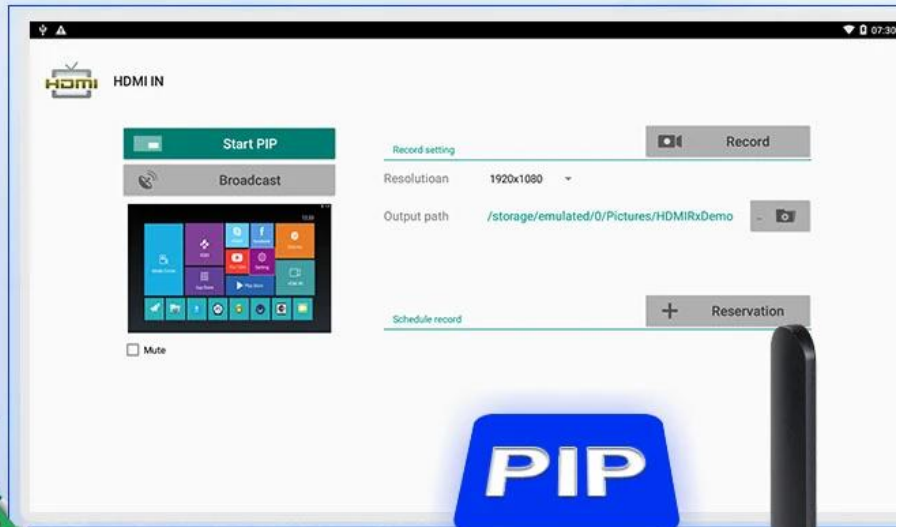 07:30
HDMI
HDMI IN
Start PIP
Broadcast
Mute
Record setting
Record
Resolutioan
1920x1080
Output path
/storage/emulated/0/Pictures/HDMIRxDemo
Schedule record
Reservation
PIP